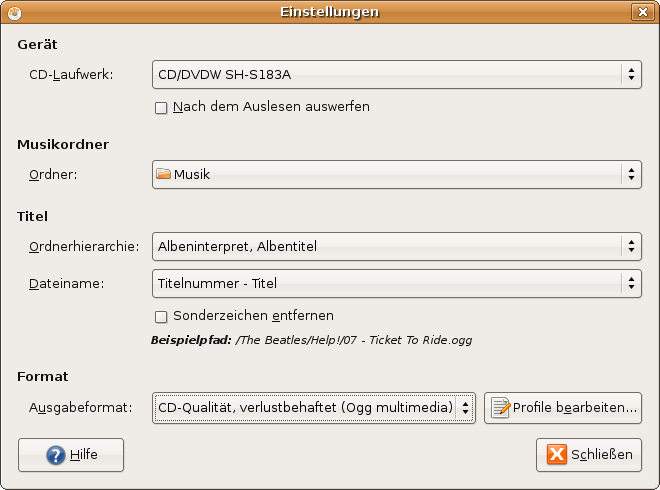 Einstellungen
Gerät
CD-Laufwerk: CD/DVDW SH-S183A
Nach dem Auslesen auswerfen
Musikordner
Ordner: Musik
Titel
Ordnerhierarchie: Albeninterpret, Albentitel
Dateiname: Titelnummer - Titel
Sonderzeichen entfernen
Beispielpfad: /The Beatles/Help!/07 - Ticket To Ride.ogg
Format
Ausgabeformat: CD-Qualität, verlustbehaftet (Ogg multimedia) Profile bearbeiten...
Hilfe Schließen